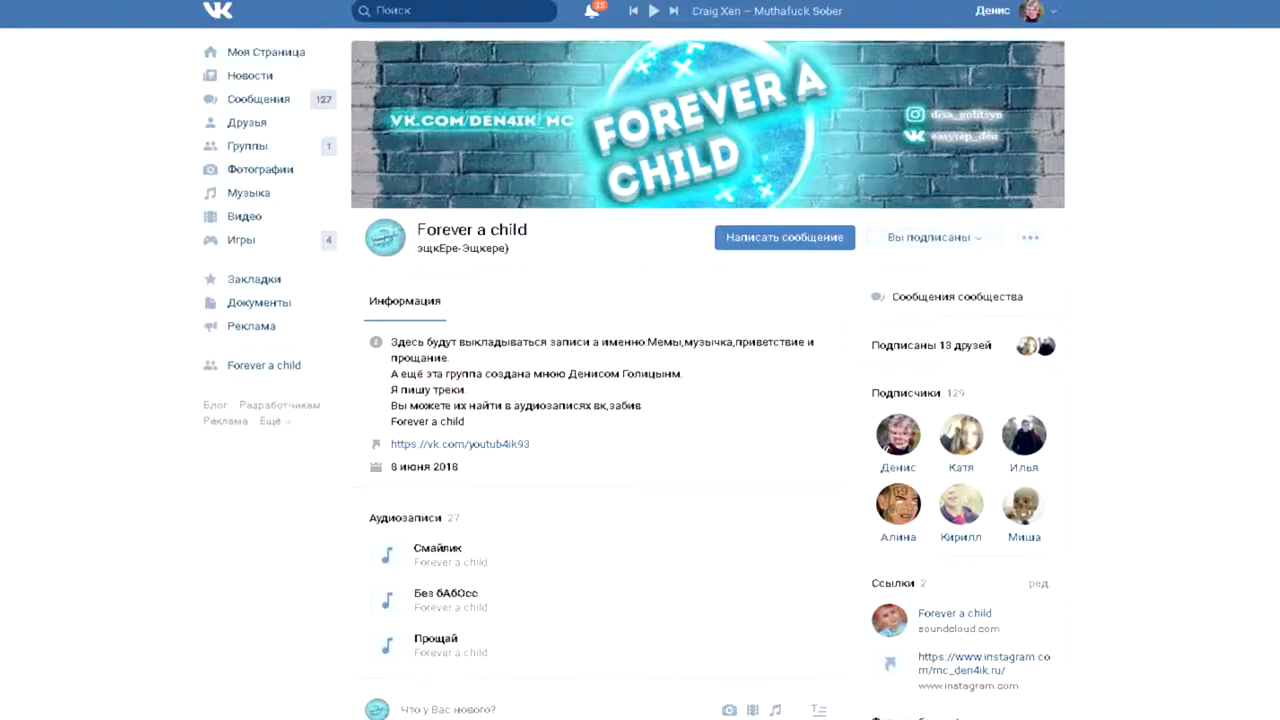 Поиск
15
Craig Xen – Muthafuck Sober
Денис
Моя Страница
Новости
Сообщения 127
Друзья
Группы 1
Фотографии
Музыка
Видео
Игры 4
Закладки
Документы
Реклама
Forever a child
Блог Разработчикам
Реклама Ещё
VK.COM/DEN4IK_MC
FOREVER A
CHILD
disa_golitsyn
easyrep_den
Forever a child
эщкЕре-Эщкере}
Написать сообщение
Вы подписаны
Информация
Здесь будут выкладываться записи а именно:Мемы,музычка,приветствие и
прощание.
А ещё эта группа создана мною Денисом Голицынм.
Я пишу треки.
Вы можете их найти в аудиозаписях вк,забив
Forever a child
https://vk.com/youtub4ik93
8 июня 2018
Аудиозаписи 27
Смайлик
Forever a child
Без бАбОсс
Forever a child
Прощай
Forever a child
Что у Вас нового?
Сообщения сообщества
Подписаны 13 друзей
Подписчики 129
Денис Катя Илья
Алина Кирилл Миша
Ссылки 2 ред.
Forever a child
soundcloud.com
https://www.instagram.co
m/mc_den4ik.ru/
www.instagram.com